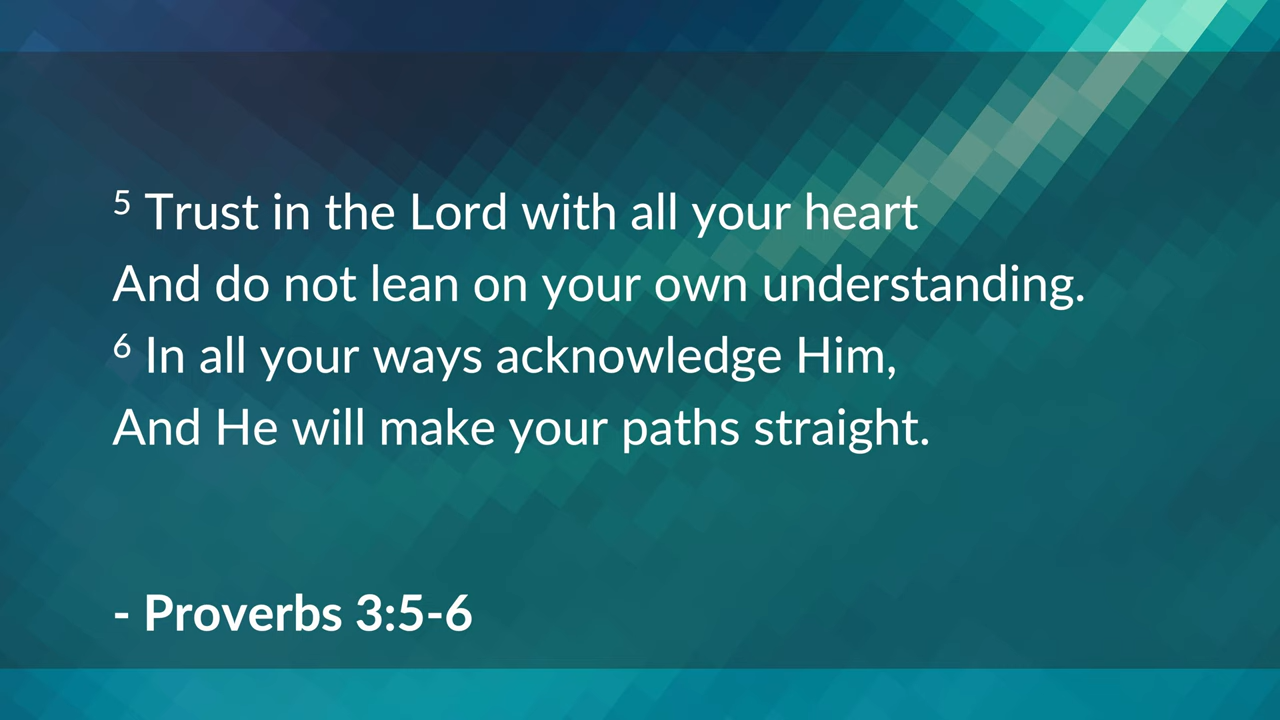 5 Trust in the Lord with all your heart
And do not lean on your own understanding.
6 In all your ways acknowledge Him,
And He will make your paths straight.
- Proverbs 3:5-6